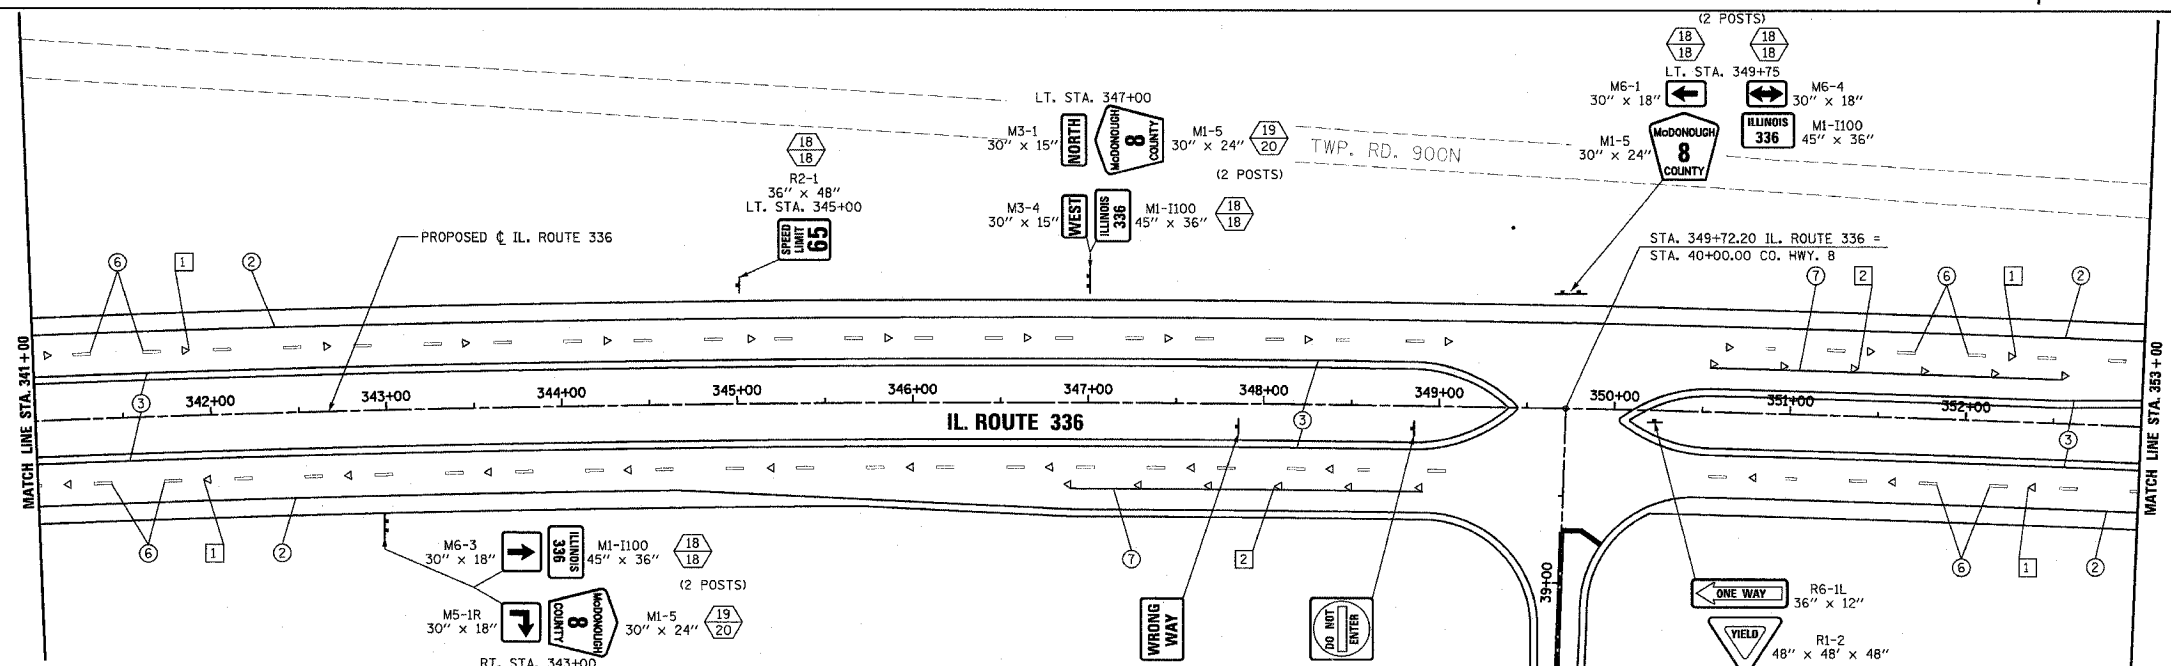 (2 POSTS)
18
18
18
18
LT. STA. 349+75
M6-1
30" x 18"
M6-4
30" x 18"
M1-5
30" x 24"
McDONOUGH
8
COUNTY
ILLINOIS
336
M1-I100
45" x 36"
LT. STA. 347+00
M3-1
30" x 15"
NORTH
McDONOUGH
8
COUNTY
M1-5
30" x 24"
19
20
(2 POSTS)
TWP. RD. 900N
M3-4
30" x 15"
WEST
ILLINOIS
336
M1-I100
45" x 36"
18
18
18
18
R2-1
36" x 48"
LT. STA. 345+00
SPEED
LIMIT
65
PROPOSED ℄ IL. ROUTE 336
STA. 349+72.20 IL. ROUTE 336 =
STA. 40+00.00 CO. HWY. 8
6
1
2
7
2
6
1
2
MATCH LINE STA. 341+00
3
342+00
343+00
344+00
345+00
346+00
347+00
348+00
349+00
350+00
351+00
352+00
IL. ROUTE 336
3
3
MATCH LINE STA. 353+00
6
1
2
7
2
6
1
2
39+00
M6-3
30" x 18"
ILLINOIS
336
M1-I100
45" x 36"
18
18
(2 POSTS)
M5-1R
30" x 18"
McDONOUGH
8
COUNTY
M1-5
30" x 24"
19
20
RT. STA. 343+00
WRONG
WAY
DO NOT
ENTER
ONE WAY
R6-1L
36" x 12"
YIELD
R1-2
48" x 48' x 48"